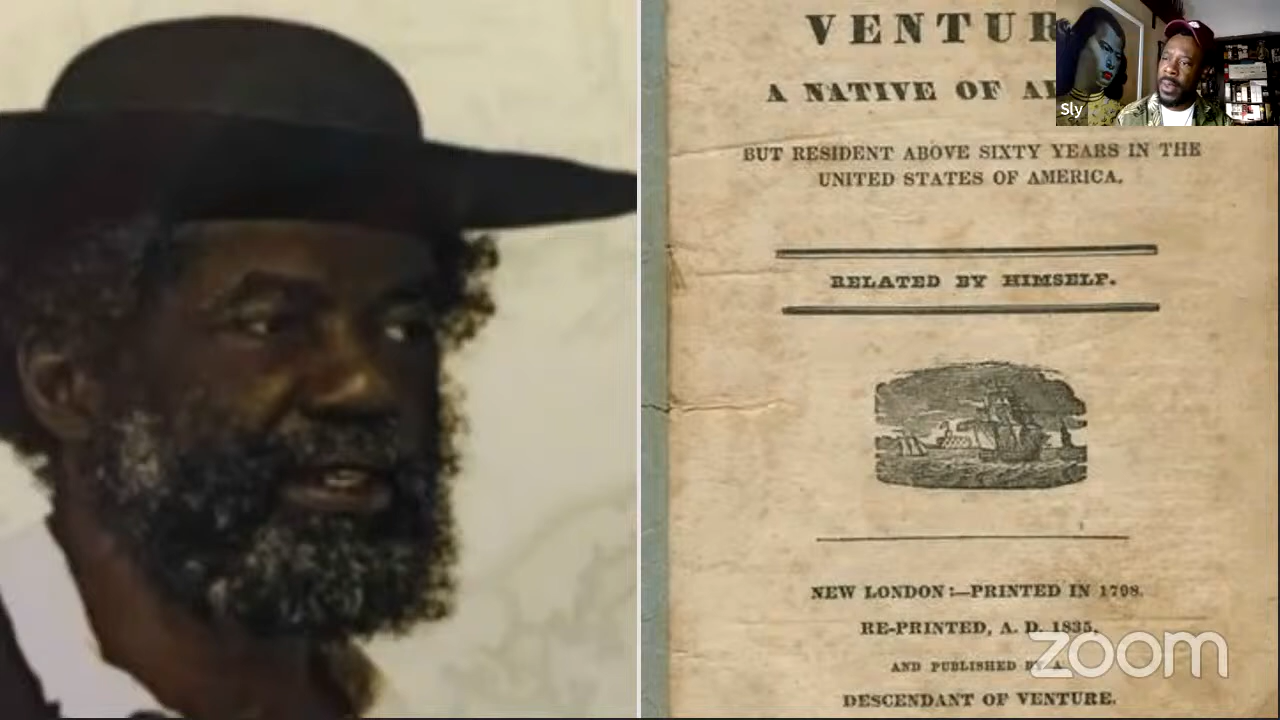 VENTUR
A NATIVE OF
BUT RESIDENT ABOVE SIXTY YEARS IN THE
UNITED STATES OF AMERICA.
RELATED BY HIMSELF.
NEW LONDON:—PRINTED IN 1798.
RE-PRINTED, A. D. 1835,
AND PUBLISHED BY A
DESCENDANT OF VENTURE.
Sly
zoom